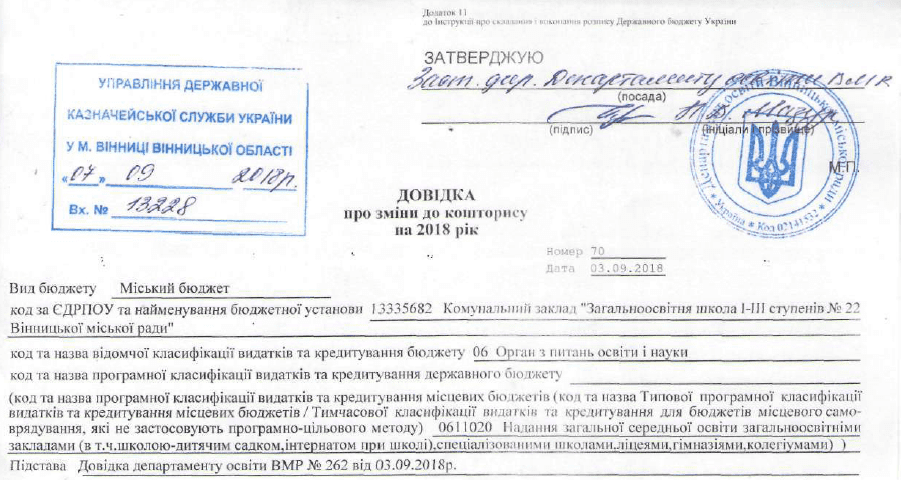 Додаток 11
до Інструкції про складання і виконання розпису Державного бюджету України
ЗАТВЕРДЖУЮ
Заст. дир. Департаменту освіти ВМР
(посада)
(підпис) (ініціали і прізвище)
М.П.
УПРАВЛІННЯ ДЕРЖАВНОЇ
КАЗНАЧЕЙСЬКОЇ СЛУЖБИ УКРАЇНИ
У М. ВІННИЦІ ВІННИЦЬКОЇ ОБЛАСТІ
«07» 09 2018р.
Вх. № 13228
Україна * Код 02141532
ДОВІДКА
про зміни до кошторису
на 2018 рік
Номер 70
Дата 03.09.2018
Вид бюджету Міський бюджет
код за ЄДРПОУ та найменування бюджетної установи 13335682 Комунальний заклад "Загальноосвітня школа І-ІІІ ступенів № 22
Вінницької міської ради"
код та назва відомчої класифікації видатків та кредитування бюджету 06 Орган з питань освіти і науки
код та назва програмної класифікації видатків та кредитування державного бюджету
(код та назва програмної класифікації видатків та кредитування місцевих бюджетів (код та назва Типової програмної класифікації
видатків та кредитування місцевих бюджетів / Тимчасової класифікації видатків та кредитування для бюджетів місцевого само-
врядування, які не застосовують програмно-цільового методу) 0611020 Надання загальної середньої освіти загальноосвітніми
закладами (в т.ч.школою-дитячим садком,інтернатом при школі),спеціалізованими школами,ліцеями,гімназіями,колегіумами) )
Підстава Довідка департаменту освіти ВМР № 262 від 03.09.2018р.